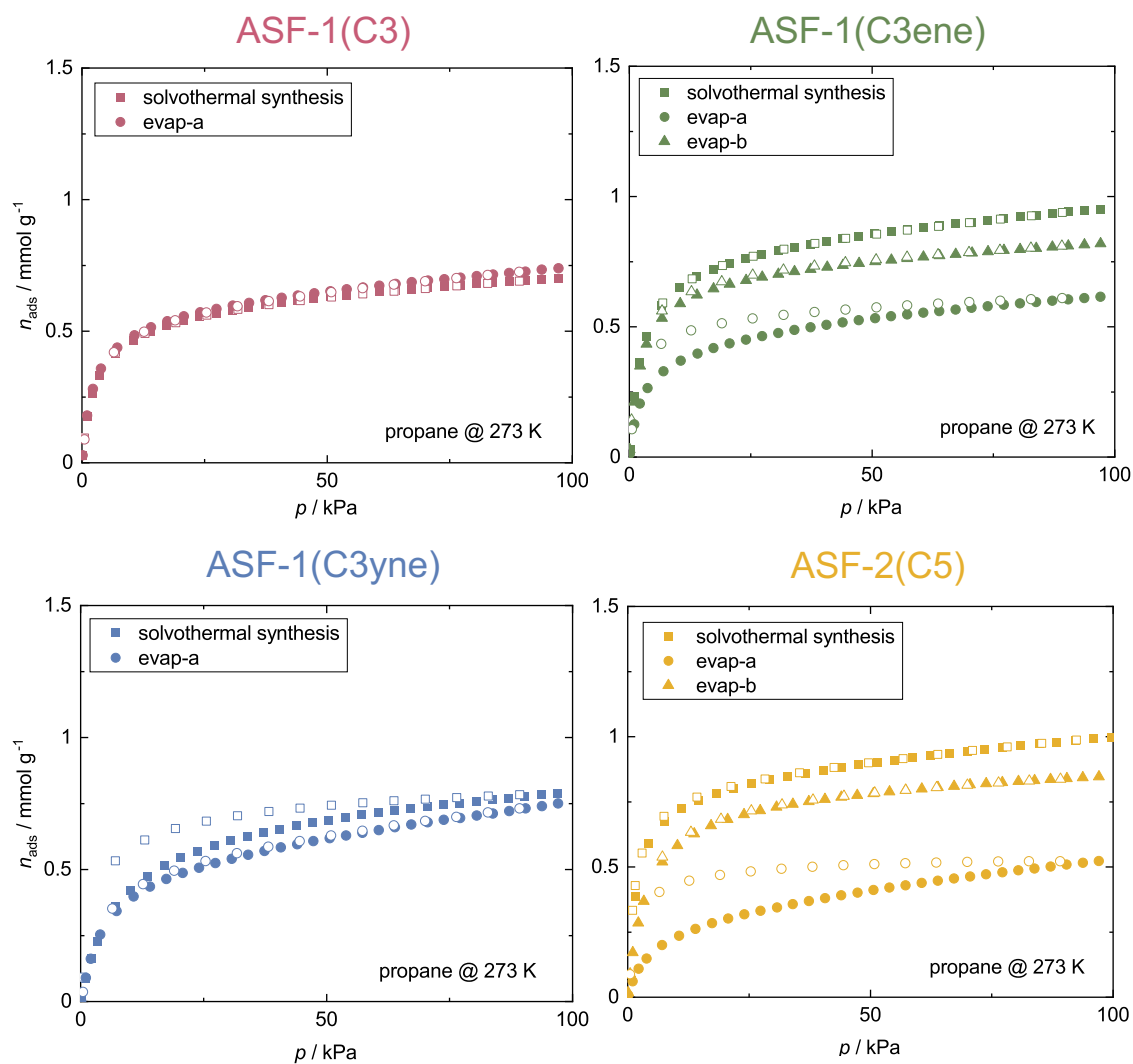 ASF-1(C3)
1.5
1
0.5
0
solvothermal synthesis
evap-a
n_ads / mmol g⁻¹
propane @ 273 K
0
50
100
p / kPa
ASF-1(C3ene)
1.5
1
0.5
0
solvothermal synthesis
evap-a
evap-b
propane @ 273 K
0
50
100
p / kPa
ASF-1(C3yne)
1.5
1
0.5
0
solvothermal synthesis
evap-a
n_ads / mmol g⁻¹
propane @ 273 K
0
50
100
p / kPa
ASF-2(C5)
1.5
1
0.5
0
solvothermal synthesis
evap-a
evap-b
propane @ 273 K
0
50
100
p / kPa